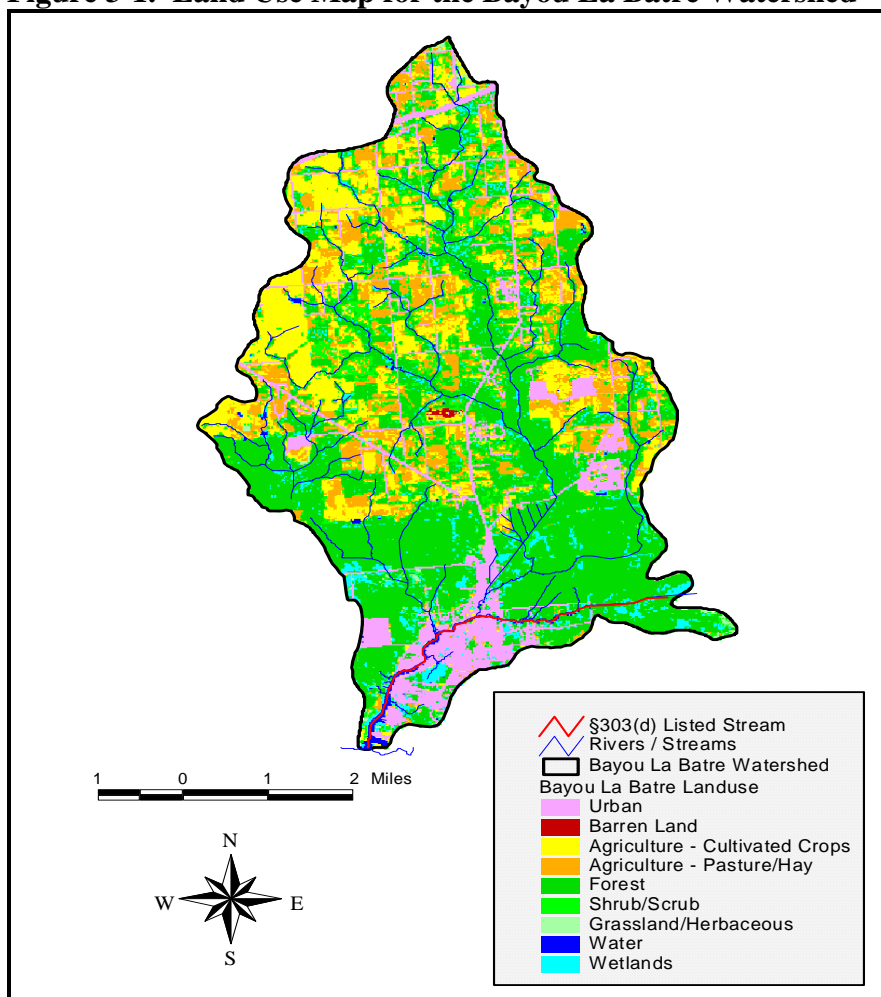 Figure 3-1. Land Use Map for the Bayou La Batre Watershed
1 0 1 2 Miles
N
W E
S
§303(d) Listed Stream
Rivers / Streams
Bayou La Batre Watershed
Bayou La Batre Landuse
Urban
Barren Land
Agriculture - Cultivated Crops
Agriculture - Pasture/Hay
Forest
Shrub/Scrub
Grassland/Herbaceous
Water
Wetlands